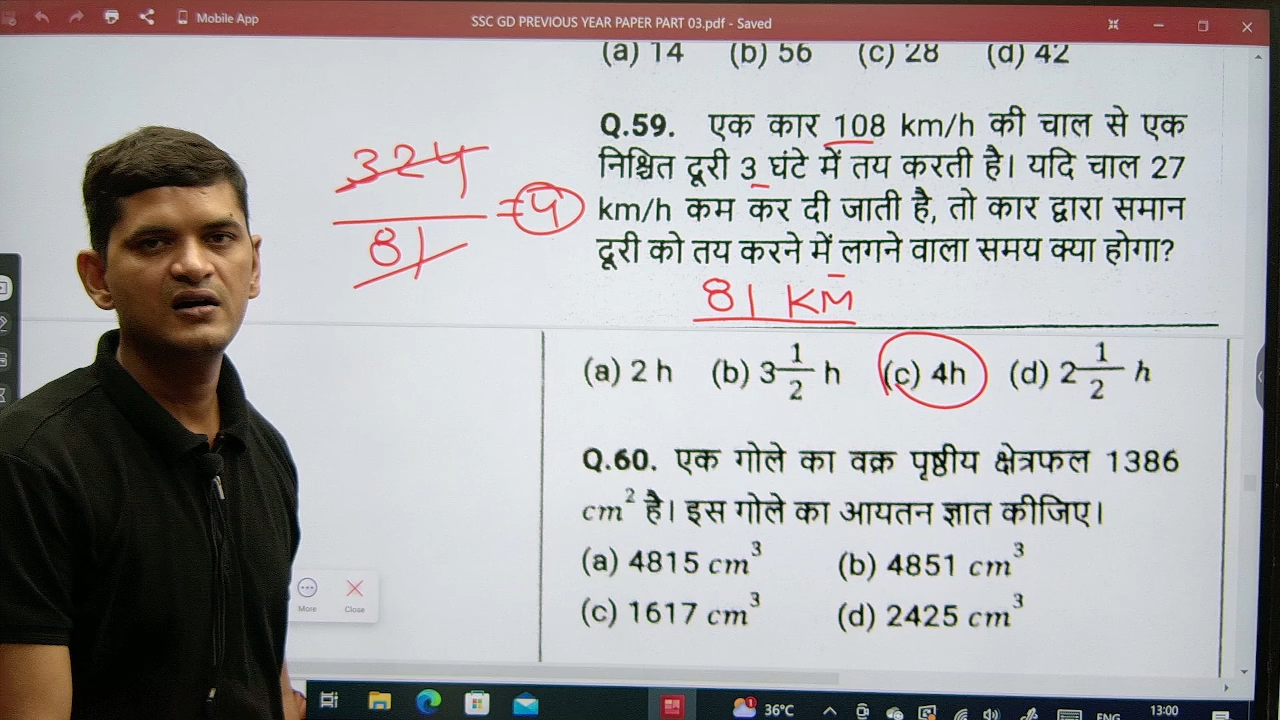 Mobile App
SSC GD PREVIOUS YEAR PAPER PART 03.pdf - Saved
(a) 14 (b) 56 (c) 28 (d) 42
Q.59. एक कार 108 km/h की चाल से एक
निश्चित दूरी 3 घंटे में तय करती है। यदि चाल 27
km/h कम कर दी जाती है, तो कार द्वारा समान
दूरी को तय करने में लगने वाला समय क्या होगा?
324
81
=4
81 KM
(a) 2 h (b) 3 1/2 h (c) 4h (d) 2 1/2 h
Q.60. एक गोले का वक्र पृष्ठीय क्षेत्रफल 1386
cm² है। इस गोले का आयतन ज्ञात कीजिए।
(a) 4815 cm³ (b) 4851 cm³
(c) 1617 cm³ (d) 2425 cm³
More Close
36°C
ENG
13:00